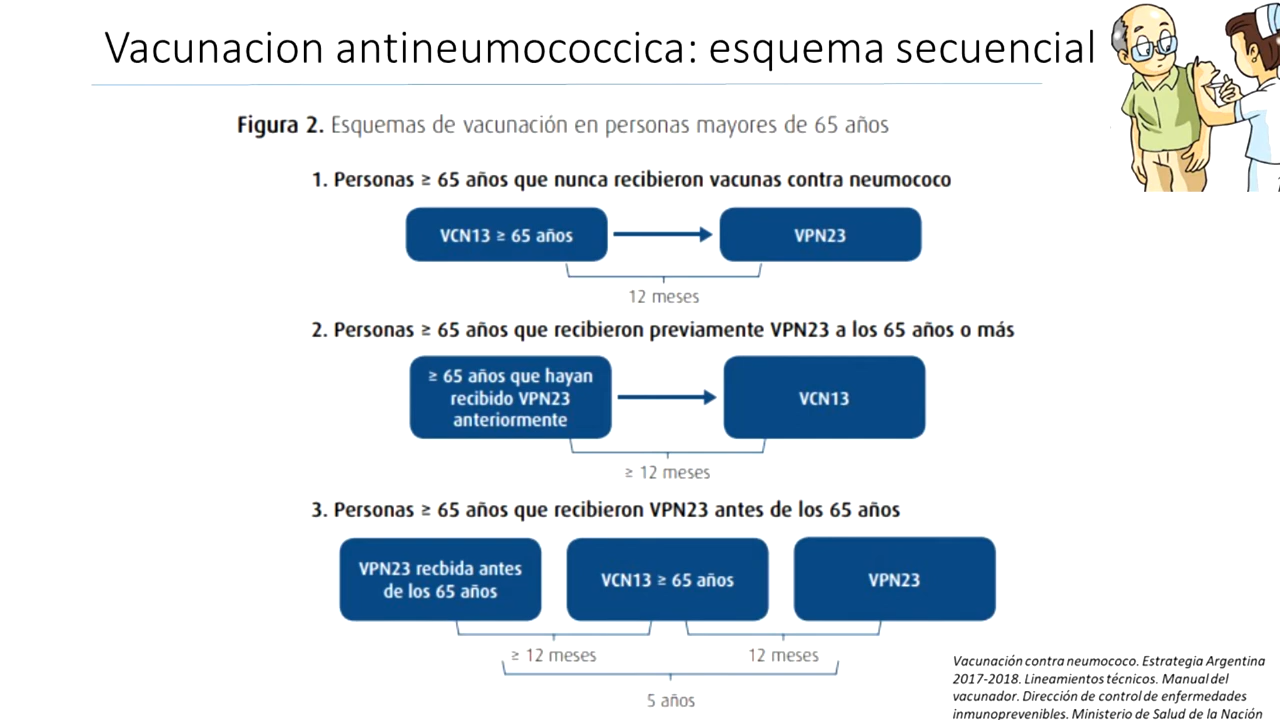 Vacunacion antineumococcica: esquema secuencial
Figura 2. Esquemas de vacunación en personas mayores de 65 años
1. Personas ≥ 65 años que nunca recibieron vacunas contra neumococo
VCN13 ≥ 65 años
VPN23
12 meses
2. Personas ≥ 65 años que recibieron previamente VPN23 a los 65 años o más
≥ 65 años que hayan
recibido VPN23
anteriormente
VCN13
≥ 12 meses
3. Personas ≥ 65 años que recibieron VPN23 antes de los 65 años
VPN23 recbida antes
de los 65 años
VCN13 ≥ 65 años
VPN23
≥ 12 meses
12 meses
5 años
Vacunación contra neumococo. Estrategia Argentina
2017-2018. Lineamientos técnicos. Manual del
vacunador. Dirección de control de enfermedades
inmunoprevenibles. Ministerio de Salud de la Nación